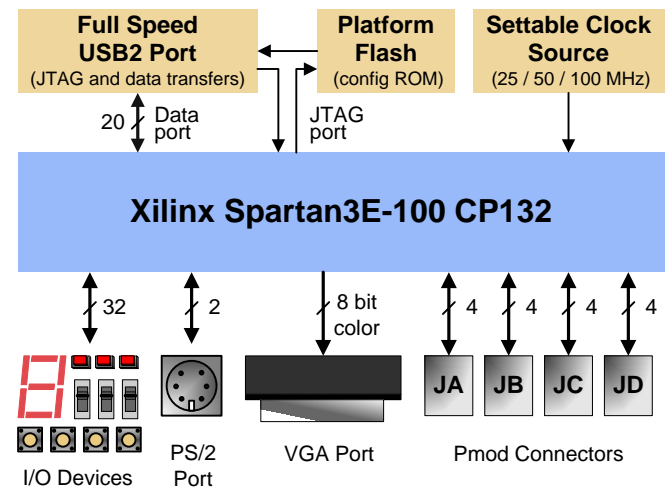 Full Speed
USB2 Port
(JTAG and data transfers)
Platform
Flash
(config ROM)
Settable Clock
Source
(25 / 50 / 100 MHz)
20
Data
port
JTAG
port
Xilinx Spartan3E-100 CP132
32
2
8 bit
color
4
4
4
4
JA
JB
JC
JD
I/O Devices
PS/2
Port
VGA Port
Pmod Connectors